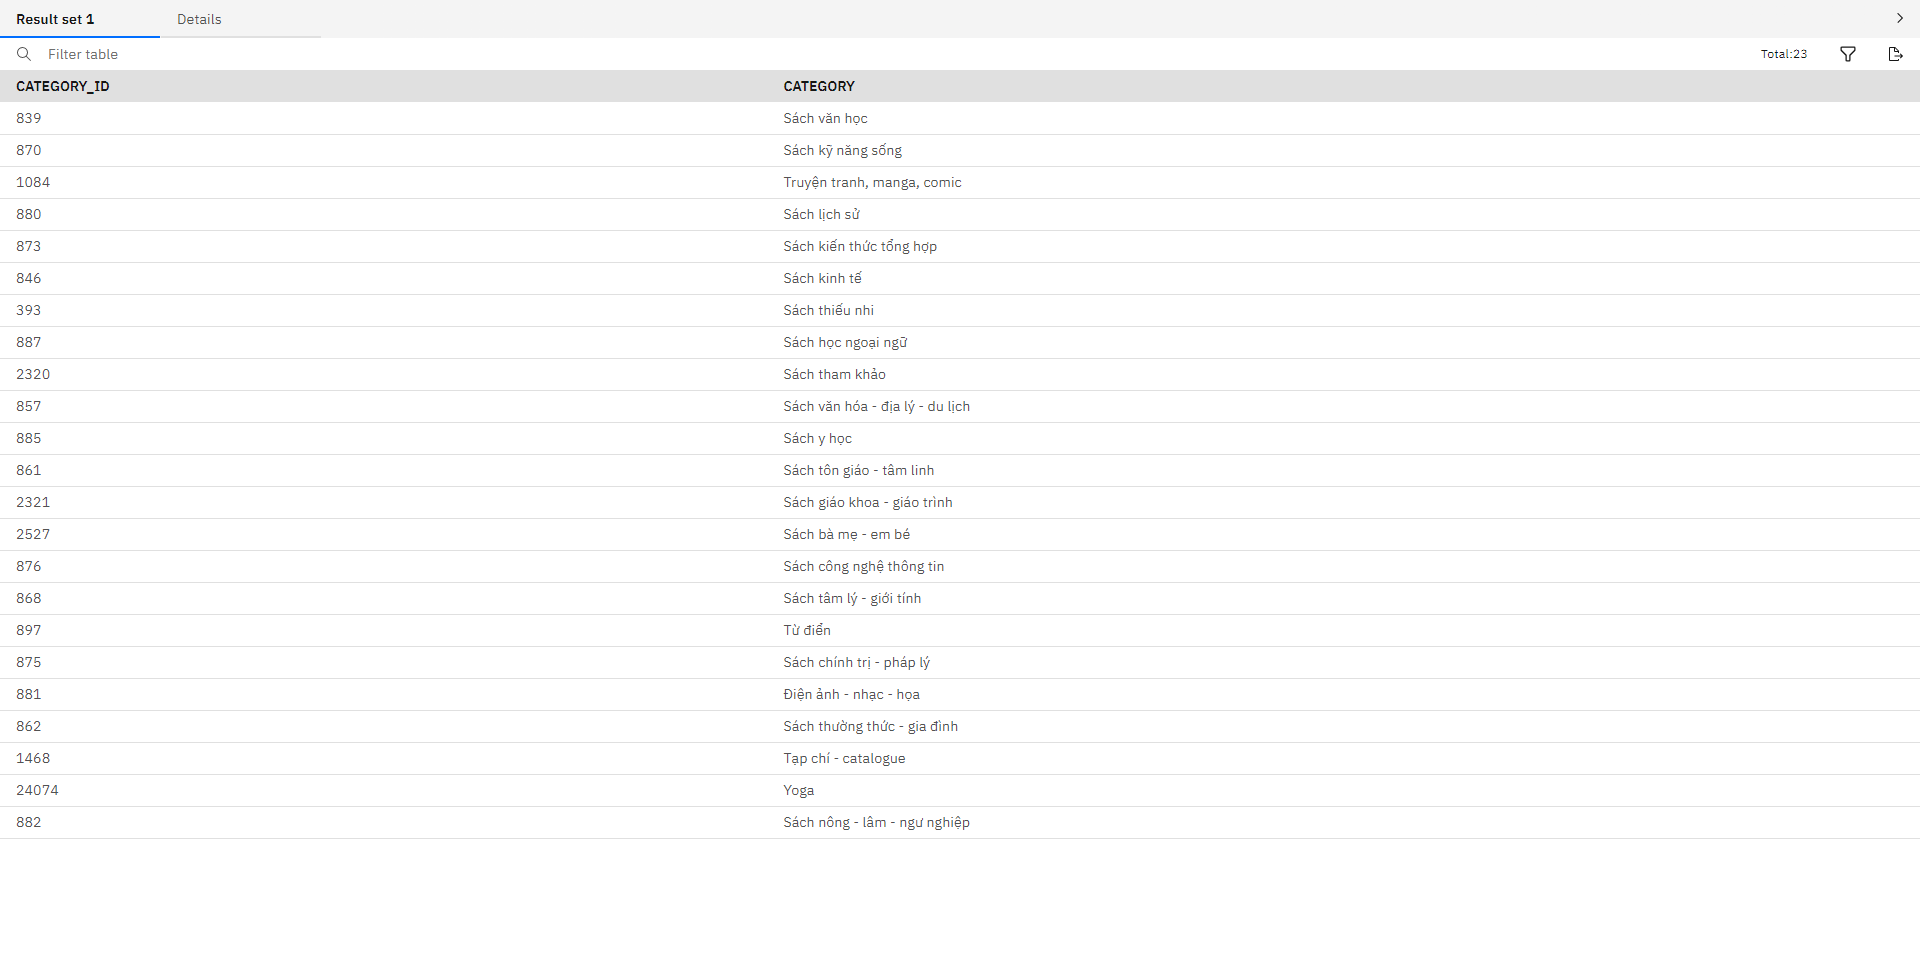 Result set 1 Details
Filter table Total:23
CATEGORY_ID CATEGORY
839 Sách văn học
870 Sách kỹ năng sống
1084 Truyện tranh, manga, comic
880 Sách lịch sử
873 Sách kiến thức tổng hợp
846 Sách kinh tế
393 Sách thiếu nhi
887 Sách học ngoại ngữ
2320 Sách tham khảo
857 Sách văn hóa - địa lý - du lịch
885 Sách y học
861 Sách tôn giáo - tâm linh
2321 Sách giáo khoa - giáo trình
2527 Sách bà mẹ - em bé
876 Sách công nghệ thông tin
868 Sách tâm lý - giới tính
897 Từ điển
875 Sách chính trị - pháp lý
881 Điện ảnh - nhạc - họa
862 Sách thường thức - gia đình
1468 Tạp chí - catalogue
24074 Yoga
882 Sách nông - lâm - ngư nghiệp